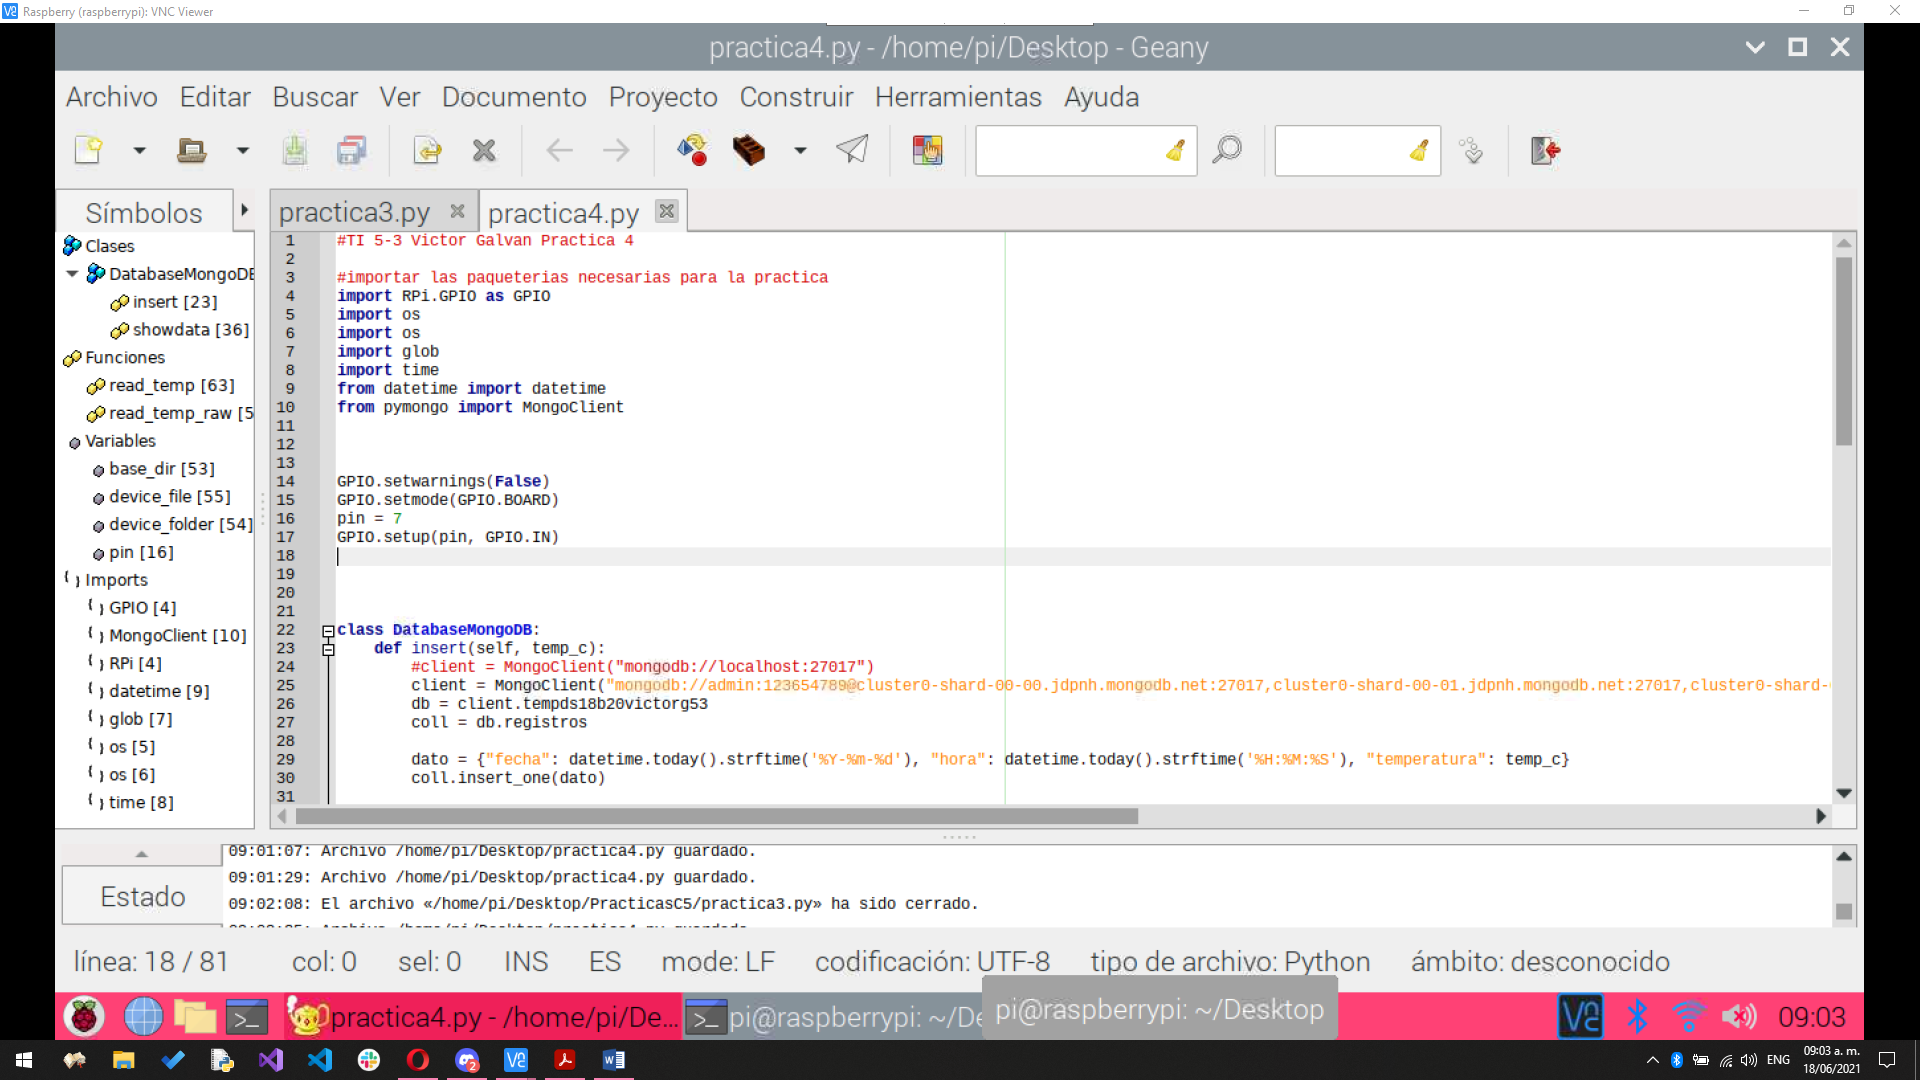 Raspberry (raspberrypi): VNC Viewer
practica4.py - /home/pi/Desktop - Geany
Archivo Editar Buscar Ver Documento Proyecto Construir Herramientas Ayuda
Símbolos
Clases
DatabaseMongoDB
insert [23]
showdata [36]
Funciones
read_temp [63]
read_temp_raw [5
Variables
base_dir [53]
device_file [55]
device_folder [54]
pin [16]
Imports
GPIO [4]
MongoClient [10]
RPi [4]
datetime [9]
glob [7]
os [5]
os [6]
time [8]
practica3.py practica4.py
1 #TI 5-3 Victor Galvan Practica 4
2
3 #importar las paqueterias necesarias para la practica
4 import RPi.GPIO as GPIO
5 import os
6 import os
7 import glob
8 import time
9 from datetime import datetime
10 from pymongo import MongoClient
11
12
13
14 GPIO.setwarnings(False)
15 GPIO.setmode(GPIO.BOARD)
16 pin = 7
17 GPIO.setup(pin, GPIO.IN)
18
19
20
21
22 class DatabaseMongoDB:
23 def insert(self, temp_c):
24 #client = MongoClient("mongodb://localhost:27017")
25 client = MongoClient("mongodb://admin:123654789@cluster0-shard-00-00.jdpnh.mongodb.net:27017,cluster0-shard-00-01.jdpnh.mongodb.net:27017,cluster0-shard-
26 db = client.tempds18b20victorg53
27 coll = db.registros
28
29 dato = {"fecha": datetime.today().strftime('%Y-%m-%d'), "hora": datetime.today().strftime('%H:%M:%S'), "temperatura": temp_c}
30 coll.insert_one(dato)
31
Estado
09:01:07: Archivo /home/pi/Desktop/practica4.py guardado.
09:01:29: Archivo /home/pi/Desktop/practica4.py guardado.
09:02:08: El archivo «/home/pi/Desktop/PracticasC5/practica3.py» ha sido cerrado.
línea: 18 / 81 col: 0 sel: 0 INS ES mode: LF codificación: UTF-8 tipo de archivo: Python ámbito: desconocido
practica4.py - /home/pi/De... pi@raspberrypi: ~/De
pi@raspberrypi: ~/Desktop
09:03
ENG
09:03 a. m.
18/06/2021